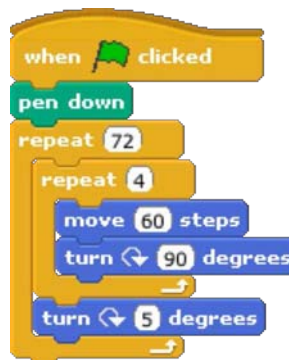 when clicked
pen down
repeat 72
repeat 4
move 60 steps
turn 90 degrees
turn 5 degrees